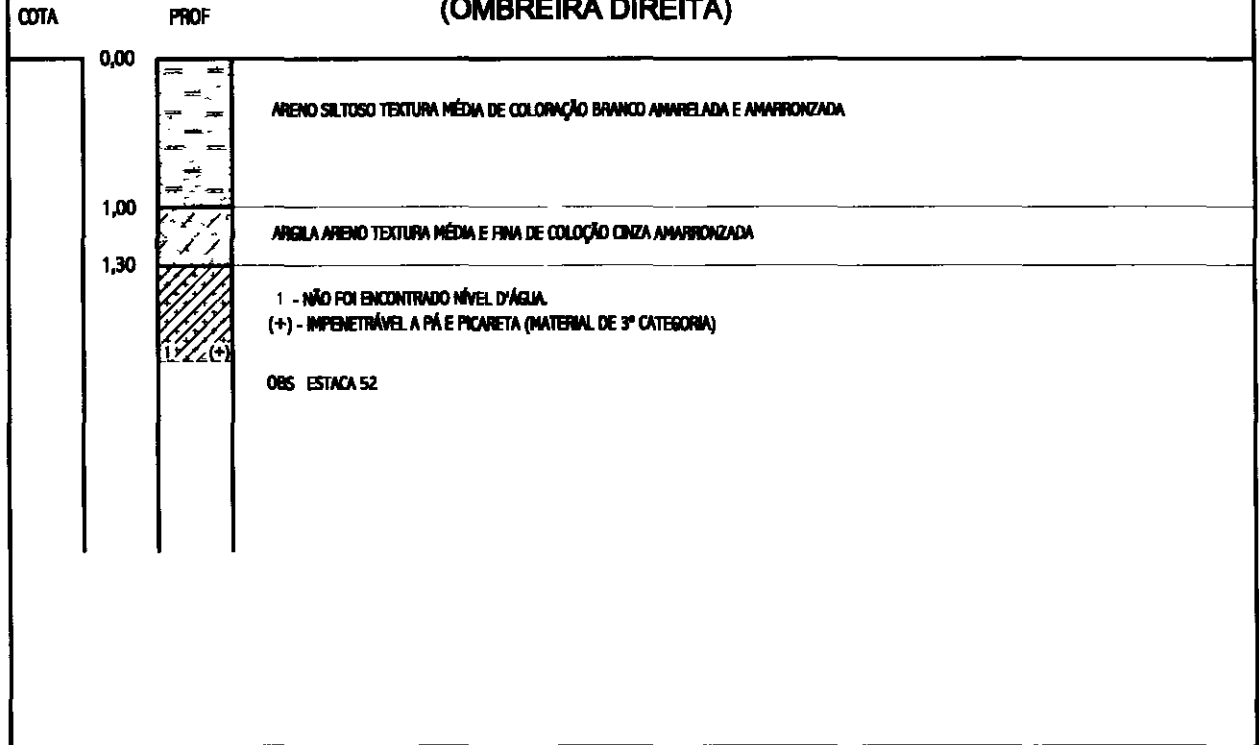 (OMBREIRA DIREITA)
COTA PROF
0,00
ARENO SILTOSO TEXTURA MÉDIA DE COLORAÇÃO BRANCO AMARELADA E AMARRONZADA
1,00
ARGILA ARENO TEXTURA MÉDIA E FINA DE COLOÇÃO CINZA AMARRONZADA
1,30
1 - NÃO FOI ENCONTRADO NÍVEL D'ÁGUA.
(+) - IMPENETRÁVEL A PÁ E PICARETA (MATERIAL DE 3ª CATEGORIA)
1 (+)
OBS ESTACA 52